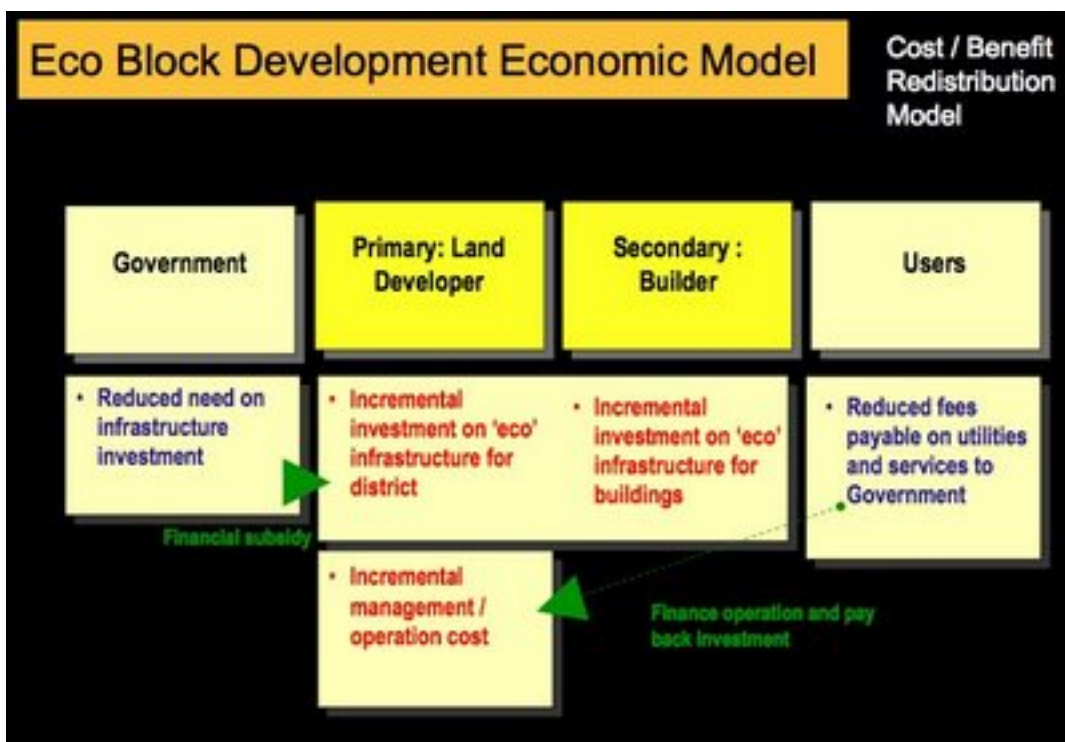 Eco Block Development Economic Model
Cost / Benefit
Redistribution
Model
Government
Primary: Land
Developer
Secondary :
Builder
Users
• Reduced need on
infrastructure
investment
• Incremental
investment on ‘eco’
infrastructure for
district
• Incremental
investment on ‘eco’
infrastructure for
buildings
• Reduced fees
payable on utilities
and services to
Government
Financial subsidy
• Incremental
management /
operation cost
Finance operation and pay
back investment